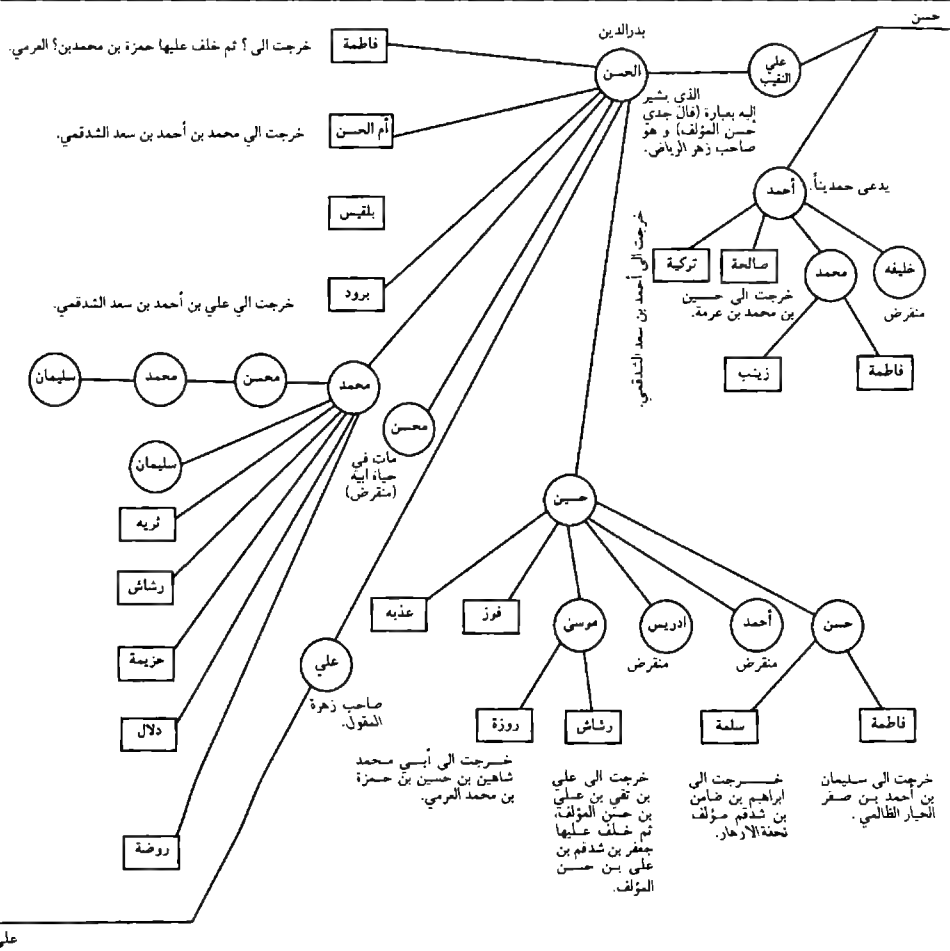 حسن
بدرالدين
خرجت الى ؟ ثم خلف عليها حمزة بن محمدبن؟ العرمي.
فاطمة
الحسن
علي
النقيب
الذي بشير
إليه بعبارة (قال جدي
حسن المؤلف) و هو
صاحب زهر الرياض.
خرجت الي محمد بن أحمد بن سعد الشدقمي.
أم الحسن
أحمد
يدعى حمديناً.
بلقيس
خرجت الى أحمد بن سعد الشدقمي.
تركية
صالحة
محمد
خليفه
خرجت الى حسين
بن محمد بن عرمة.
منقرض
برود
خرجت الي علي بن أحمد بن سعد الشدقمي.
زينب
فاطمة
سليمان
محمد
محسن
محمد
محسن
مات في
حياة ابيه
(منقرض)
سليمان
ثريه
رشاش
حزيمة
دلال
روضة
حسين
عذبه
فوز
موسى
ادريس
منقرض
أحمد
منقرض
حسن
علي
صاحب زهرة
المقول.
روزة
رشاش
سلمة
فاطمة
خرجت الى أبي محمد
شاهين بن حسين بن حمزة
بن محمد العرمي.
خرجت الى علي
بن تقي بن علي
بن حسن المؤلف،
ثم خلف عليها
جعفر بن شدقم بن
علي بن حسن
المؤلف.
خرجت الى
ابراهيم بن ضامن
بن شدقم مؤلف
تحفة الازهار.
خرجت الى سليمان
بن أحمد بن صقر
الحيار الظالمي.
علي